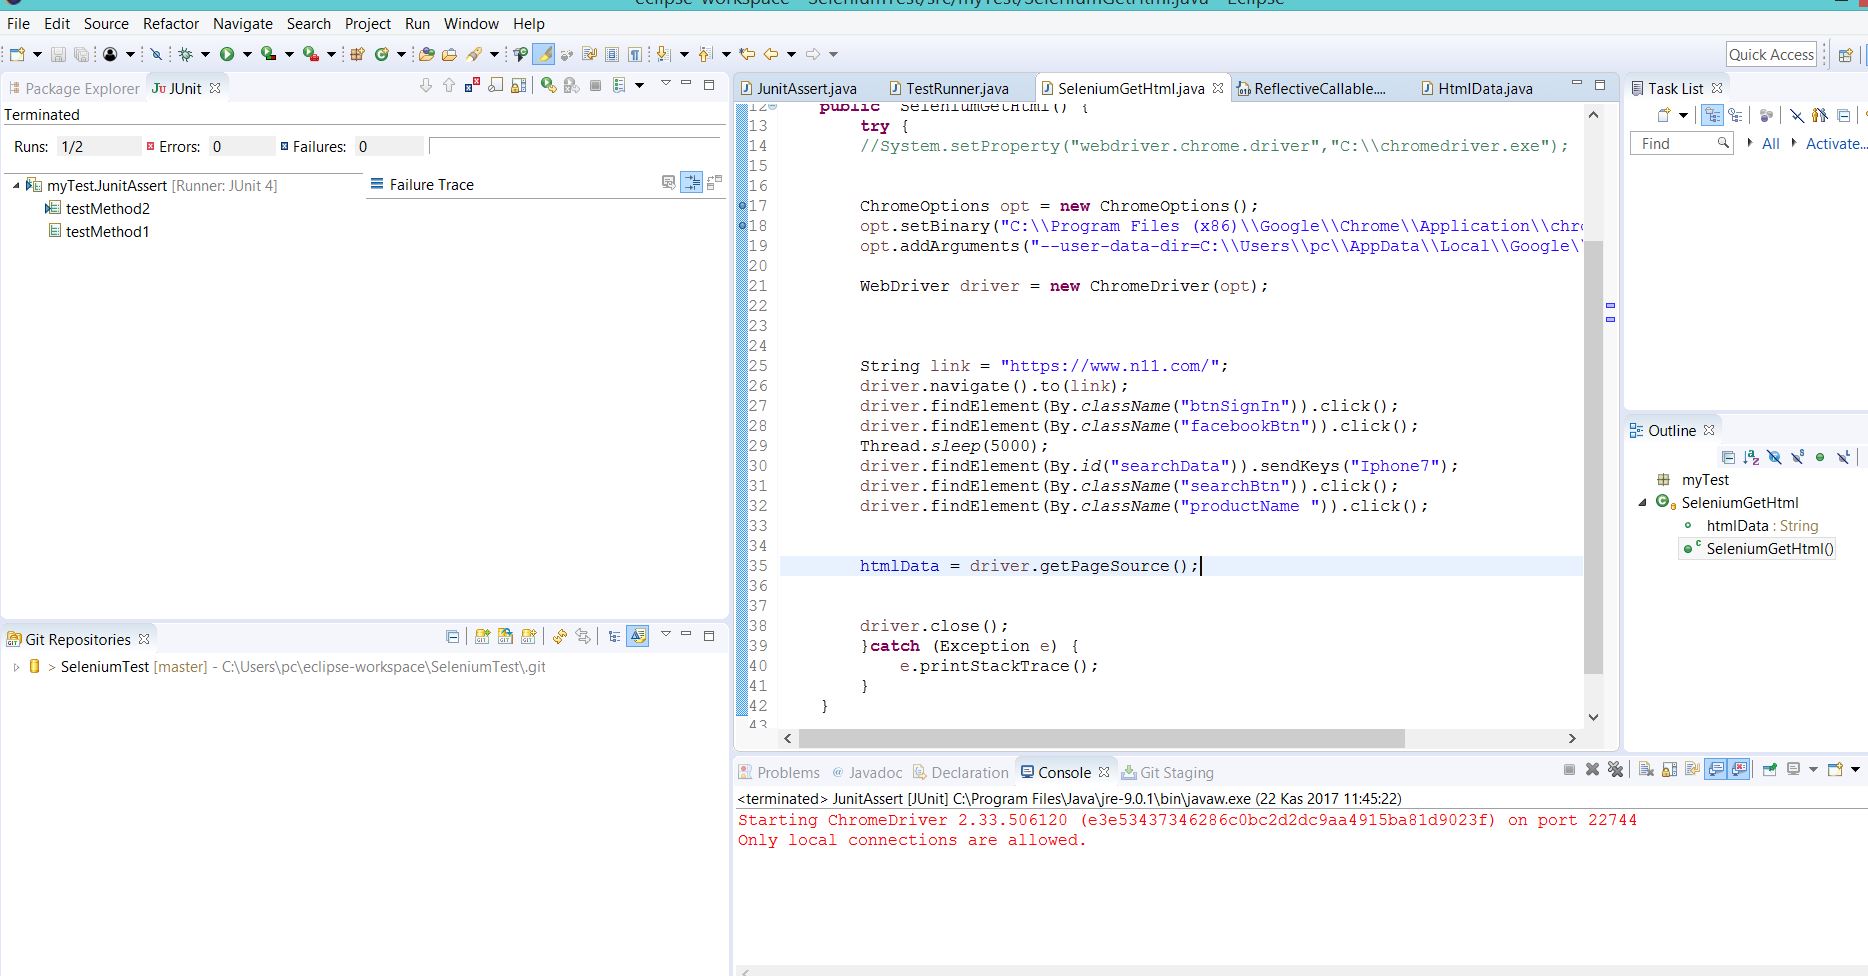 eclipse-workspace - SeleniumTest/src/myTest/SeleniumGetHtml.java - Eclipse
File Edit Source Refactor Navigate Search Project Run Window Help
Quick Access
Package Explorer JUnit
Terminated
Runs: 1/2 Errors: 0 Failures: 0
myTest.JunitAssert [Runner: JUnit 4]
testMethod2
testMethod1
Failure Trace
Git Repositories
> SeleniumTest [master] - C:\Users\pc\eclipse-workspace\SeleniumTest\.git
JunitAssert.java TestRunner.java SeleniumGetHtml.java ReflectiveCallable.... HtmlData.java
12 public SeleniumGetHtml() {
13 try {
14 //System.setProperty("webdriver.chrome.driver","C:\\chromedriver.exe");
15
16
17 ChromeOptions opt = new ChromeOptions();
18 opt.setBinary("C:\\Program Files (x86)\\Google\\Chrome\\Application\\chr
19 opt.addArguments("--user-data-dir=C:\\Users\\pc\\AppData\\Local\\Google\
20
21 WebDriver driver = new ChromeDriver(opt);
22
23
24
25 String link = "https://www.n11.com/";
26 driver.navigate().to(link);
27 driver.findElement(By.className("btnSignIn")).click();
28 driver.findElement(By.className("facebookBtn")).click();
29 Thread.sleep(5000);
30 driver.findElement(By.id("searchData")).sendKeys("Iphone7");
31 driver.findElement(By.className("searchBtn")).click();
32 driver.findElement(By.className("productName ")).click();
33
34
35 htmlData = driver.getPageSource();
36
37
38 driver.close();
39 }catch (Exception e) {
40 e.printStackTrace();
41 }
42 }
43
Task List
Find All Activate...
Outline
myTest
SeleniumGetHtml
htmlData : String
SeleniumGetHtml()
Problems @ Javadoc Declaration Console Git Staging
<terminated> JunitAssert [JUnit] C:\Program Files\Java\jre-9.0.1\bin\javaw.exe (22 Kas 2017 11:45:22)
Starting ChromeDriver 2.33.506120 (e3e53437346286c0bc2d2dc9aa4915ba81d9023f) on port 22744
Only local connections are allowed.